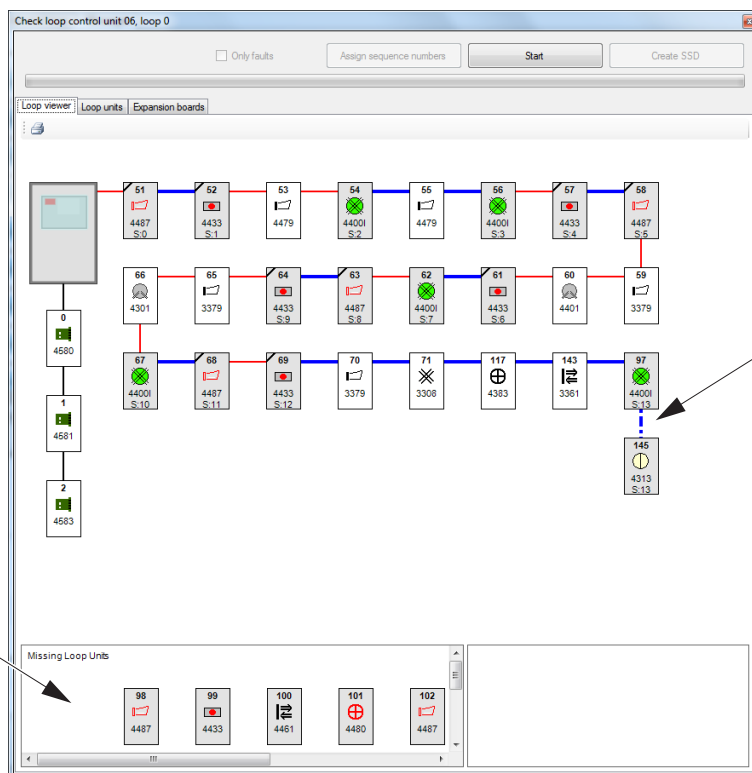 Check loop control unit 06, loop 0
Only faults
Assign sequence numbers
Start
Create SSD
Loop viewer
Loop units
Expansion boards
51 52 53 54 55 56 57 58
4487 4433 4479 4400I 4479 4400I 4433 4487
S:0 S:1 S:2 S:3 S:4 S:5
66 65 64 63 62 61 60 59
4301 3379 4433 4487 4400I 4433 4401 3379
S:9 S:8 S:7 S:6
0
4580
67 68 69 70 71 117 143 97
4400I 4487 4433 3379 3308 4383 3361 4400I
S:10 S:11 S:12 S:13
1
4581
145
4313
S:13
2
4583
Missing Loop Units
98 99 100 101 102
4487 4433 4461 4480 4487